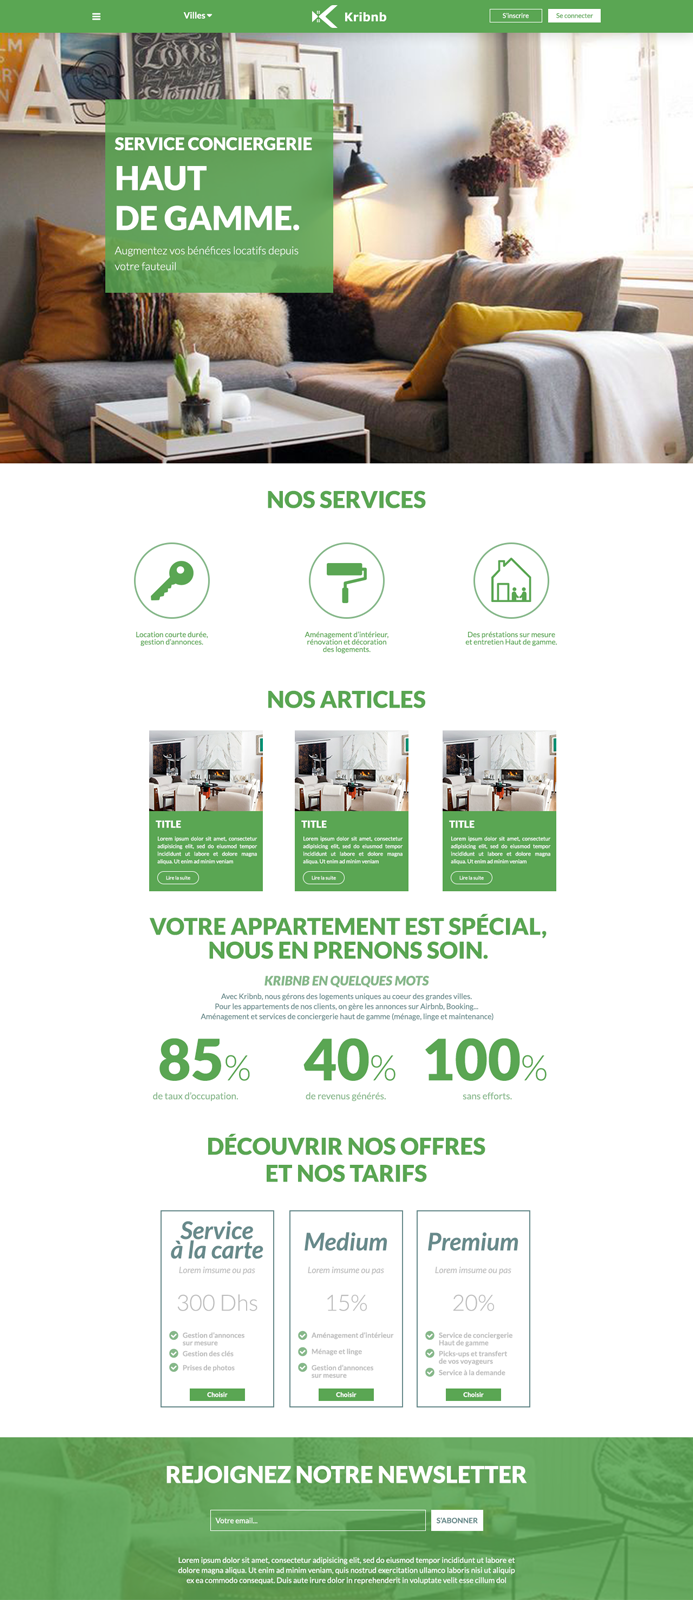 Villes
Kribnb
S'inscrire
Se connecter
LOVE
Eternity
SERVICE CONCIERGERIE
HAUT
DE GAMME.
Augmentez vos bénéfices locatifs depuis
votre fauteuil
NOS SERVICES
Location courte durée,
gestion d'annonces.
Aménagement d'intérieur,
rénovation et décoration
des logements.
Des préstations sur mesure
et entretien Haut de gamme.
NOS ARTICLES
TITLE
Lorem ipsum dolor sit amet, consectetur
adipisicing elit, sed do eiusmod tempor
incididunt ut labore et dolore magna
aliqua. Ut enim ad minim veniam
Lire la suite
TITLE
Lorem ipsum dolor sit amet, consectetur
adipisicing elit, sed do eiusmod tempor
incididunt ut labore et dolore magna
aliqua. Ut enim ad minim veniam
Lire la suite
TITLE
Lorem ipsum dolor sit amet, consectetur
adipisicing elit, sed do eiusmod tempor
incididunt ut labore et dolore magna
aliqua. Ut enim ad minim veniam
Lire la suite
VOTRE APPARTEMENT EST SPÉCIAL,
NOUS EN PRENONS SOIN.
KRIBNB EN QUELQUES MOTS
Avec Kribnb, nous gérons des logements uniques au coeur des grandes villes.
Pour les appartements de nos clients, on gère les annonces sur Airbnb, Booking...
Aménagement et services de conciergerie haut de gamme (ménage, linge et maintenance)
85%
de taux d'occupation.
40%
de revenus générés.
100%
sans efforts.
DÉCOUVRIR NOS OFFRES
ET NOS TARIFS
Service
à la carte
Lorem imsume ou pas
300 Dhs
Gestion d'annonces
sur mesure
Gestion des clés
Prises de photos
Choisir
Medium
Lorem imsume ou pas
15%
Aménagement d'intérieur
Ménage et linge
Gestion d'annonces
sur mesure
Choisir
Premium
Lorem imsume ou pas
20%
Service de conciergerie
Haut de gamme
Picks-ups et transfert
de vos voyageurs
Service à la demande
Choisir
REJOIGNEZ NOTRE NEWSLETTER
Votre email...
S'ABONNER
Lorem ipsum dolor sit amet, consectetur adipisicing elit, sed do eiusmod tempor incididunt ut labore et
dolore magna aliqua. Ut enim ad minim veniam, quis nostrud exercitation ullamco laboris nisi ut aliquip
ex ea commodo consequat. Duis aute irure dolor in reprehenderit in voluptate velit esse cillum dol